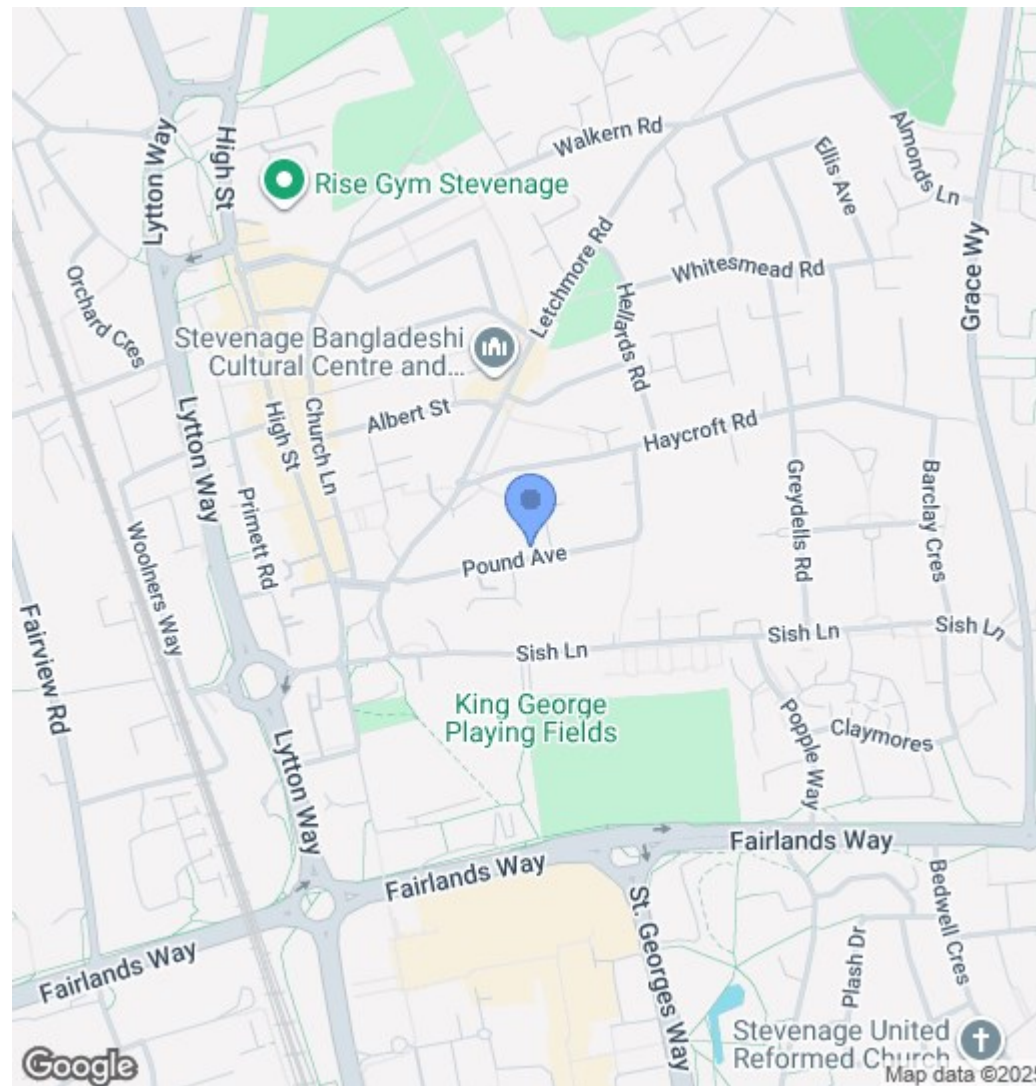 Lytton Way
High St
Walkern Rd
Ellis Ave
Almonds Ln
Rise Gym Stevenage
Letchmore Rd
Grace Wy
Orchard Cres
Whitesmead Rd
Hellards Rd
Stevenage Bangladeshi
Cultural Centre and...
Albert St
Lytton Way
High St
Church Ln
Haycroft Rd
Greydells Rd
Barclay Cres
Primett Rd
Woolners Way
Pound Ave
Fairview Rd
Sish Ln
Sish Ln
Sish Ln
King George
Playing Fields
Popple Way
Claymores
Lytton Way
Fairlands Way
Fairlands Way
Fairlands Way
St. Georges Way
Bedwell Cres
Plash Dr
Stevenage United
Reformed Church
Google
Map data ©2025